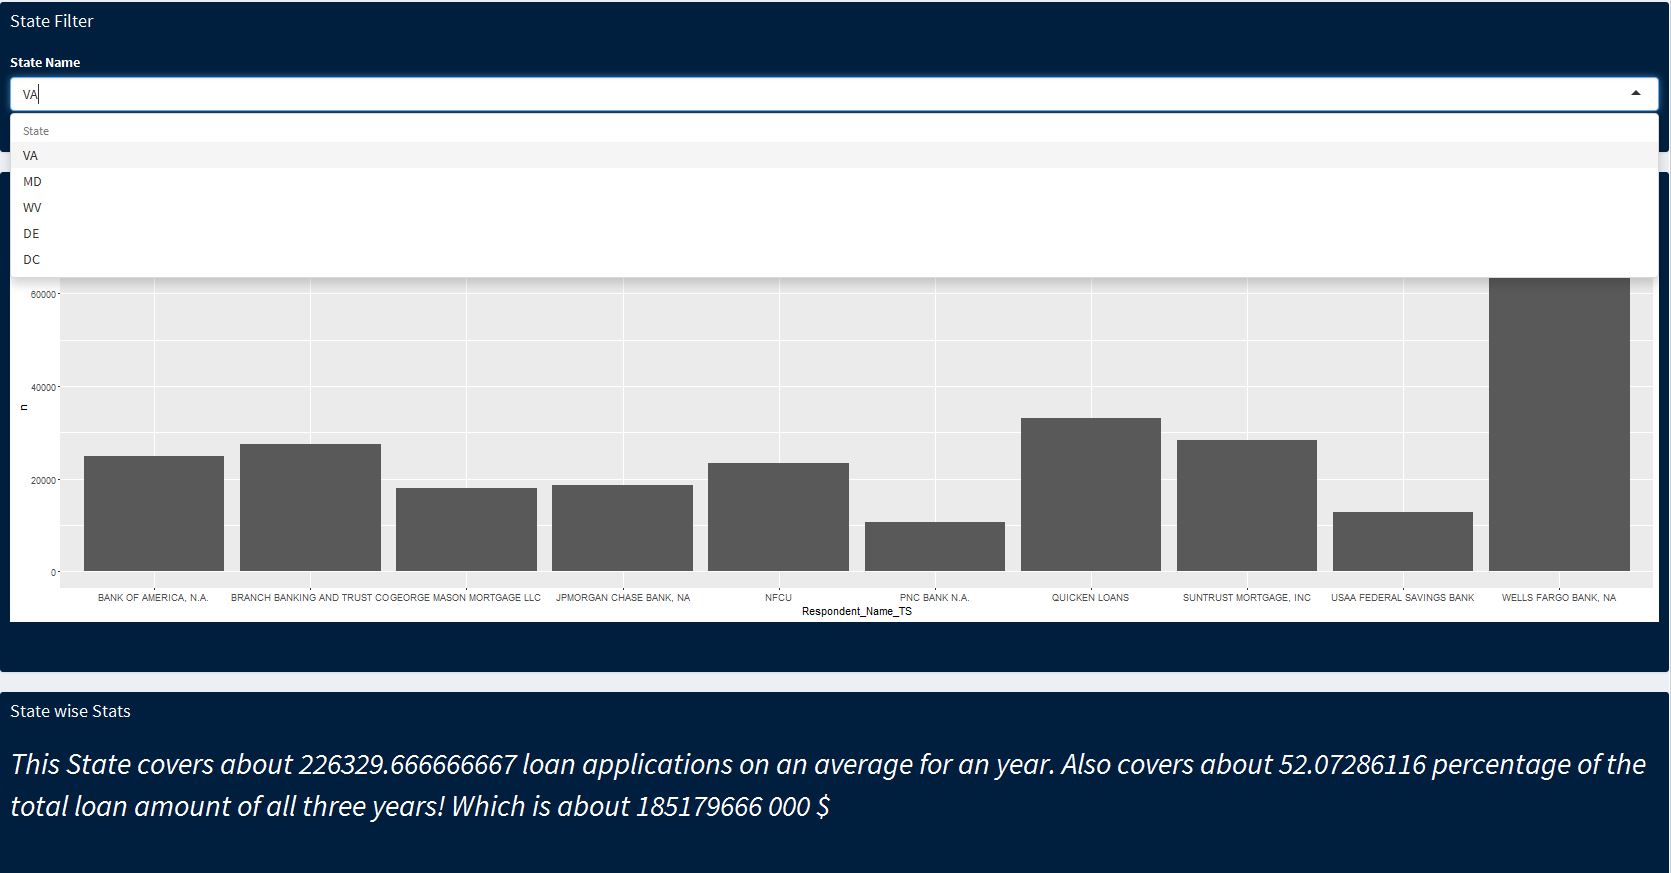 State Filter
State Name
VA
State
VA
MD
WV
DE
DC
60000
40000
20000
0
n
BANK OF AMERICA, N.A. BRANCH BANKING AND TRUST CO GEORGE MASON MORTGAGE LLC JPMORGAN CHASE BANK, NA NFCU PNC BANK N.A. QUICKEN LOANS SUNTRUST MORTGAGE, INC USAA FEDERAL SAVINGS BANK WELLS FARGO BANK, NA
Respondent_Name_TS
State wise Stats
This State covers about 226329.666666667 loan applications on an average for an year. Also covers about 52.07286116 percentage of the
total loan amount of all three years! Which is about 185179666 000 $